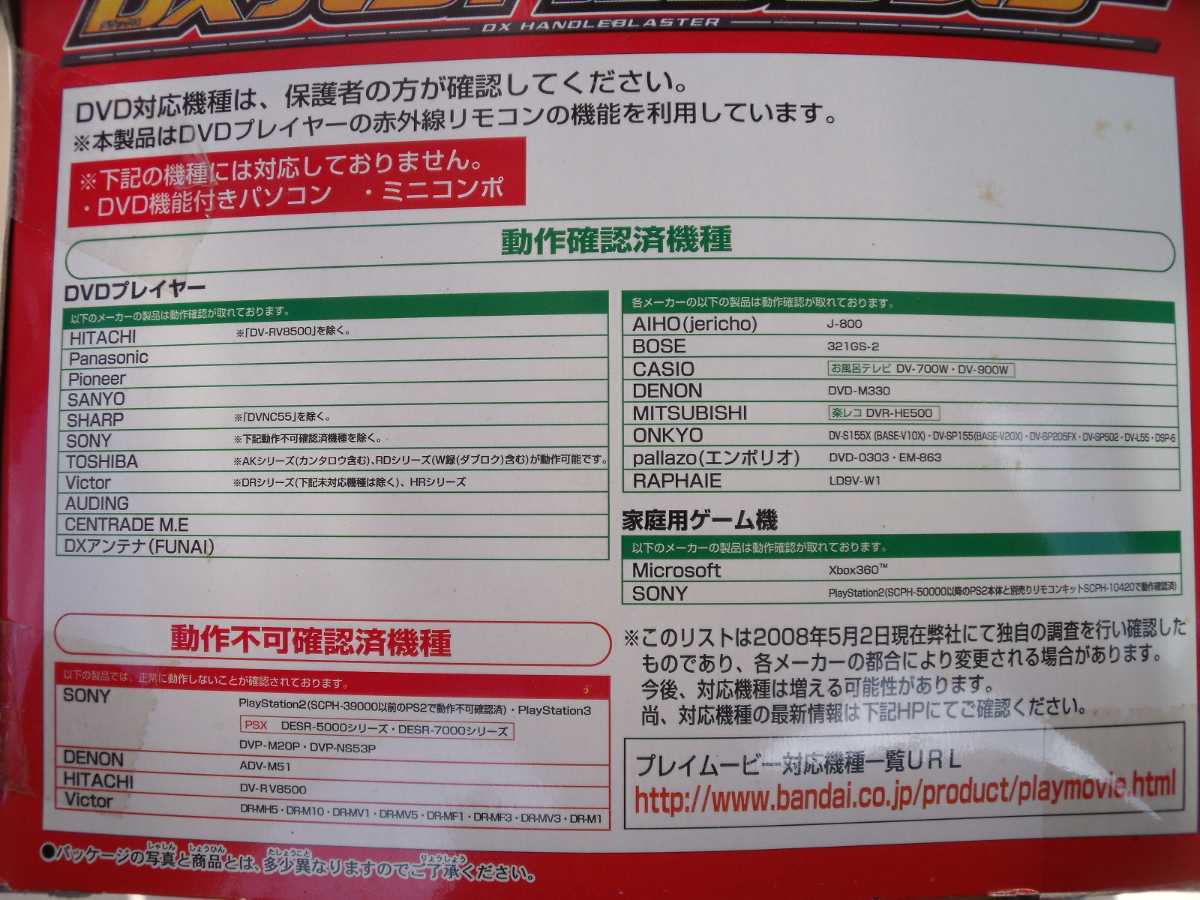 DX HANDLEBLASTER
DVD対応機種は、保護者の方が確認してください。
※本製品はDVDプレイヤーの赤外線リモコンの機能を利用しています。
※下記の機種には対応しておりません。
・DVD機能付きパソコン ・ミニコンポ
動作確認済機種
DVDプレイヤー
以下のメーカーの製品は動作確認が取れております。
HITACHI ※「DV-RV8500」を除く。
Panasonic
Pioneer
SANYO
SHARP ※「DVNC55」を除く。
SONY ※下記動作不可確認済機種を除く。
TOSHIBA ※AKシリーズ(カンタロウ含む)、RDシリーズ(W録(ダブロク)含む)が動作可能です。
Victor ※DRシリーズ(下記未対応機種は除く)、HRシリーズ
AUDING
CENTRADE M.E
DXアンテナ(FUNAI)
各メーカーの以下の製品は動作確認が取れております。
AIHO(jericho) J-800
BOSE 321GS-2
CASIO お風呂テレビ DV-700W・DV-900W
DENON DVD-M330
MITSUBISHI 楽レコ DVR-HE500
ONKYO DV-S155X (BASE-V10X)・DV-SP155(BASE-V20X)・DV-SP205FX・DV-SP502・DV-L55・DSP-6
pallazo(エンポリオ) DVD-0303・EM-863
RAPHAIE LD9V-W1
家庭用ゲーム機
以下のメーカーの製品は動作確認が取れております。
Microsoft Xbox360™
SONY PlayStation2(SCPH-50000以降のPS2本体と別売りリモコンキットSCPH-10420で動作確認済)
動作不可確認済機種
以下の製品では、正常に動作しないことが確認されております。
SONY PlayStation2(SCPH-39000以前のPS2で動作不可確認済)・PlayStation3
PSX DESR-5000シリーズ・DESR-7000シリーズ
DVP-M20P・DVP-NS53P
DENON ADV-M51
HITACHI DV-RV8500
Victor DR-MH5・DR-M10・DR-MV1・DR-MV5・DR-MF1・DR-MF3・DR-MV3・DR-M1
※このリストは2008年5月2日現在弊社にて独自の調査を行い確認した
ものであり、各メーカーの都合により変更される場合があります。
今後、対応機種は増える可能性があります。
尚、対応機種の最新情報は下記HPにてご確認ください。
プレイムービー対応機種一覧URL
http://www.bandai.co.jp/product/playmovie.html
●パッケージの写真と商品とは、多少異なりますのでご了承ください。